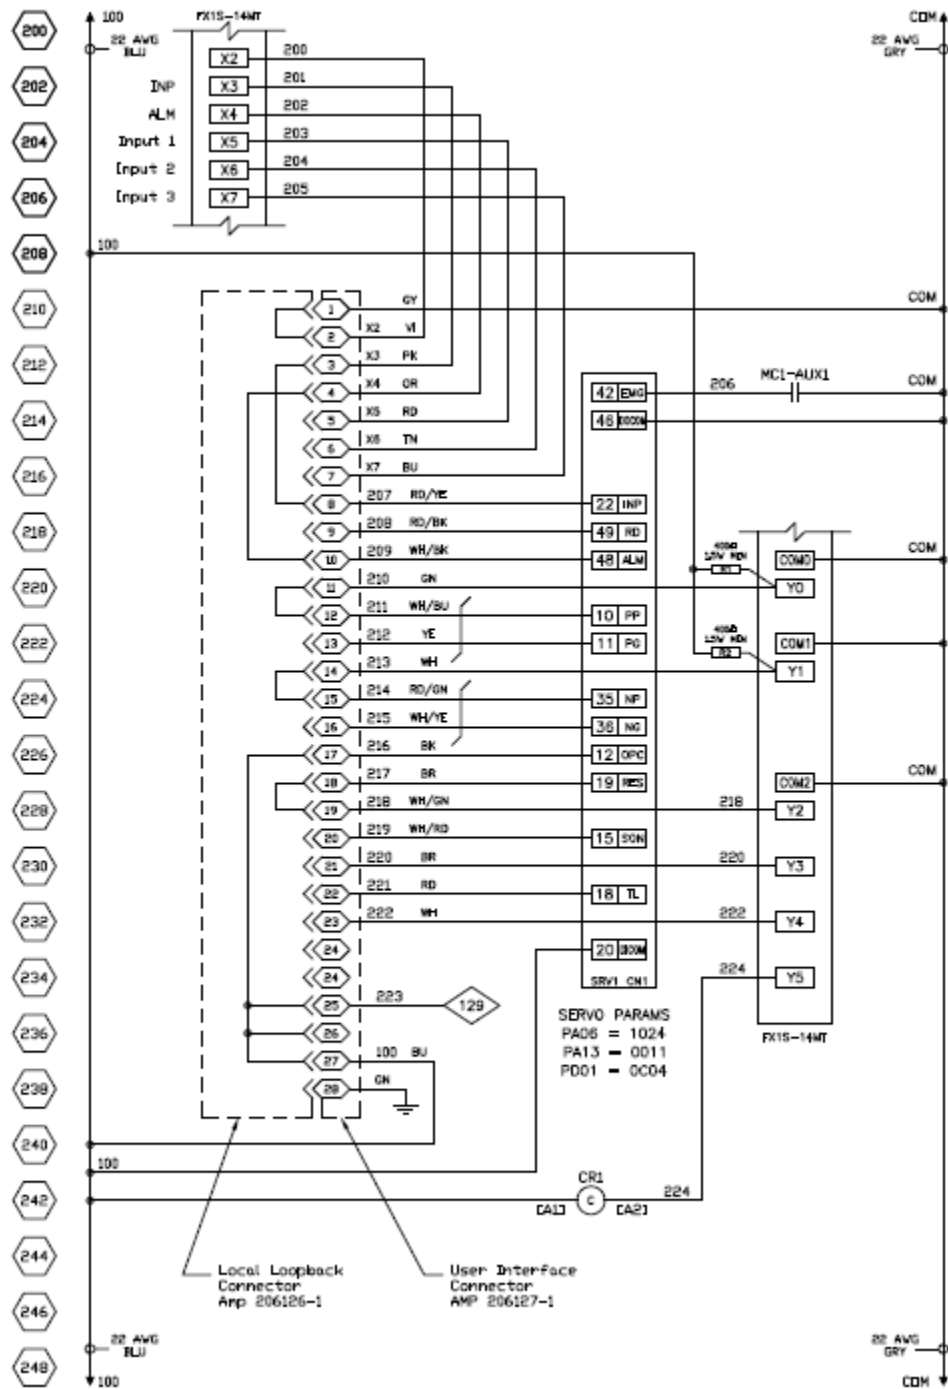 200 100 FX1S-14MT COM
22 AWG BLU 22 AWG GRY
X2 200
202 INP X3 201
ALM X4 202
204 Input 1 X5 203
Input 2 X6 204
206 Input 3 X7 205
208 100
210 1 GY COM
2 X2 VI
212 3 X3 PK
4 X4 OR 42 EMG 206 MC1-AUX1 COM
214 5 X5 RD 46
6 X6 TN
216 7 X7 BU
8 207 RD/YE 22 INP
218 9 208 RD/BK 49 RD
10 209 WH/BK 48 ALM COM0 COM
220 11 210 GN R1 Y0
12 211 WH/BU 10 PP
222 13 212 YE 11 PG COM1
14 213 WH R2 Y1
224 15 214 RD/GN 35 NP
16 215 WH/YE 36 NG
226 17 216 BK 12 OPC
18 217 BR 19 RES COM2 COM
228 19 218 WH/GN 218 Y2
20 219 WH/RD 15 SON
230 21 220 BR 220 Y3
22 221 RD 18 TL
232 23 222 WH 222 Y4
24 20
234 24 224 Y5
SRV1 CN1
25 223 129
236 26
SERVO PARAMS
PA06 = 1024
PA13 = 0011
PD01 = 0C04
FX1S-14MT
27 100 BU
238 28 GN
240
100
242 CR1
[A1] C [A2] 224
244
Local Loopback
Connector
Amp 206126-1
User Interface
Connector
AMP 206127-1
246
22 AWG BLU 22 AWG GRY
248 100 COM